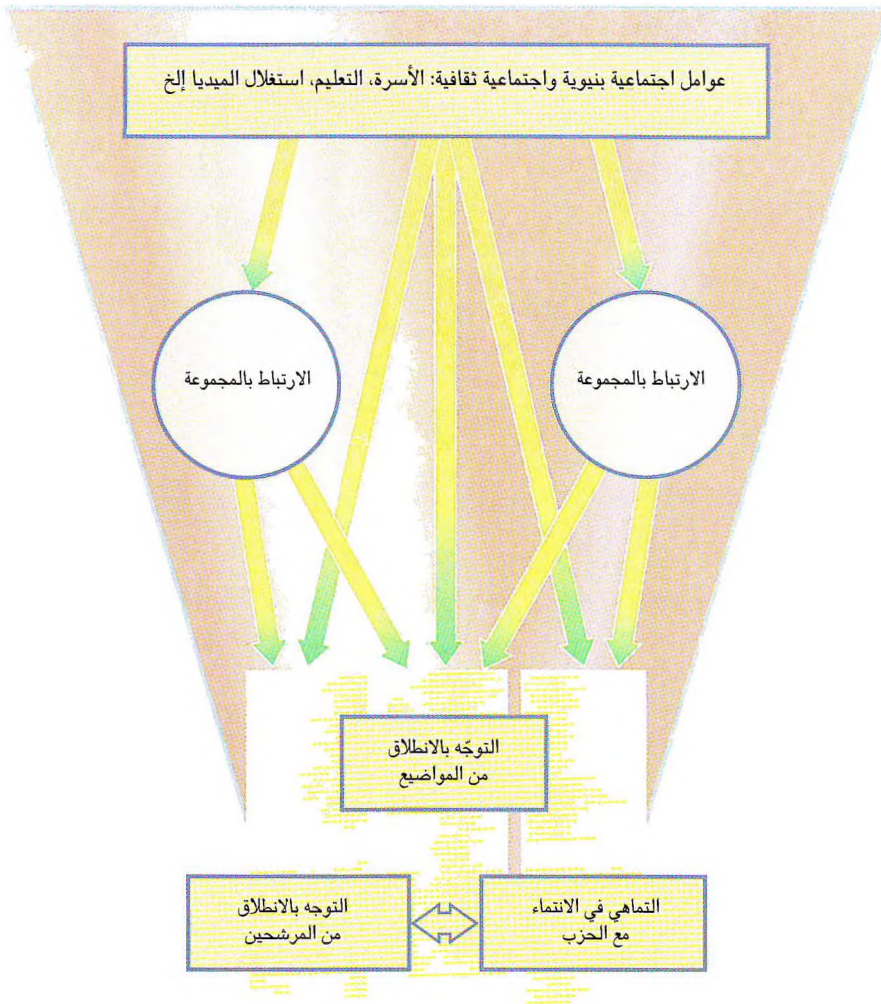 عوامل اجتماعية بنيوية واجتماعية ثقافية: الأسرة، التعليم، استغلال الميديا إلخ
الارتباط بالمجموعة
الارتباط بالمجموعة
التوجّه بالانطلاق
من المواضيع
التماهي في الانتماء
مع الحزب
التوجه بالانطلاق
من المرشحين